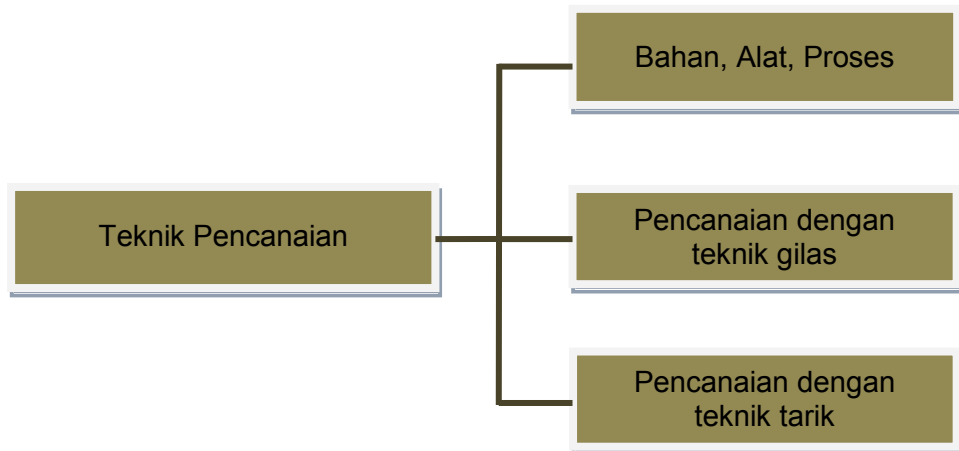 Bahan, Alat, Proses
Teknik Pencanaian
Pencanaian dengan
teknik gilas
Pencanaian dengan
teknik tarik